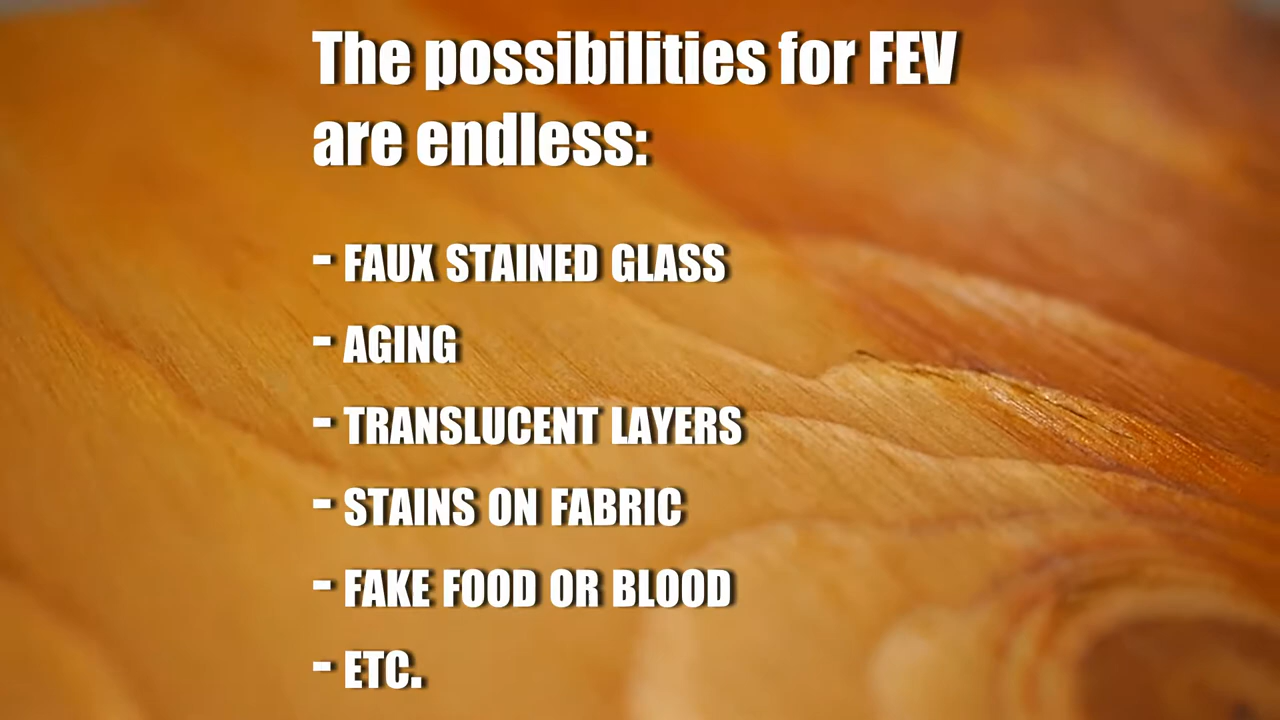 The possibilities for FEV
are endless:
- FAUX STAINED GLASS
- AGING
- TRANSLUCENT LAYERS
- STAINS ON FABRIC
- FAKE FOOD OR BLOOD
- ETC.